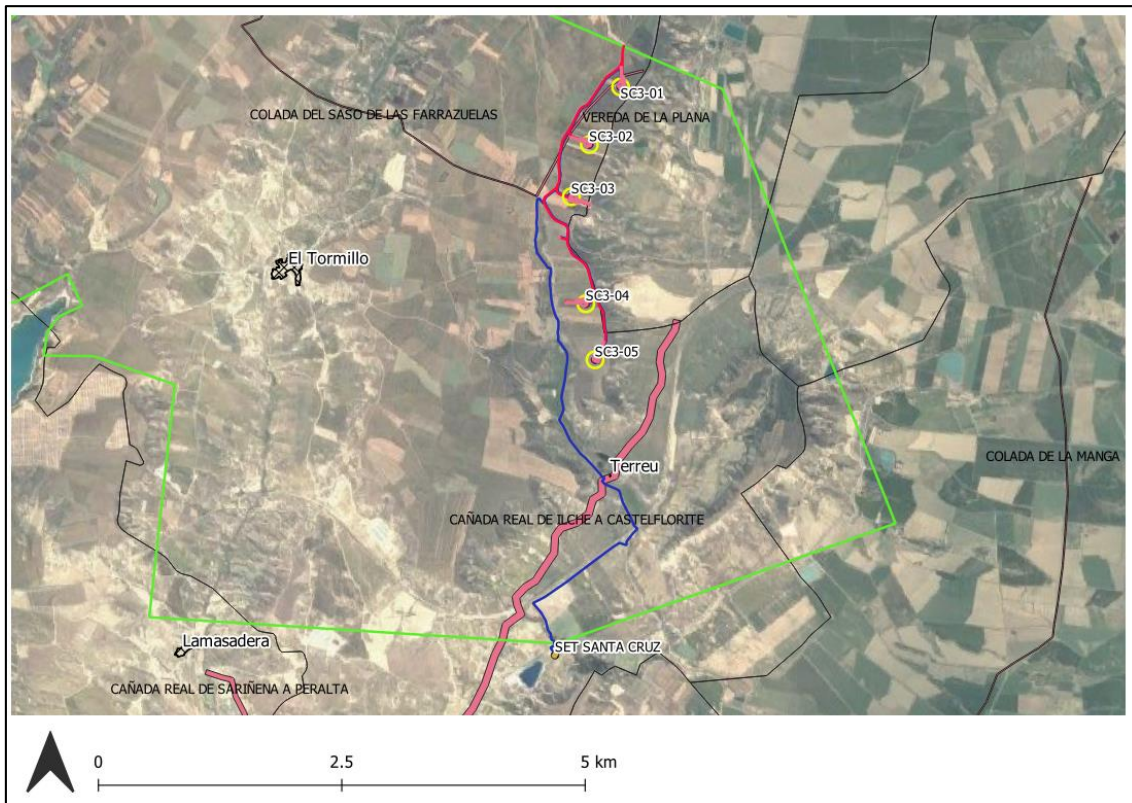 SC3-01
COLADA DEL SASO DE LAS FARRAZUELAS
VEREDA DE LA PLANA
SC3-02
SC3-03
El Tormillo
SC3-04
SC3-05
COLADA DE LA MANGA
Terreu
CAÑADA REAL DE ILCHE A CASTELFLORITE
Lamasadera
SET SANTA CRUZ
CAÑADA REAL DE SARIÑENA A PERALTA
0 2.5 5 km